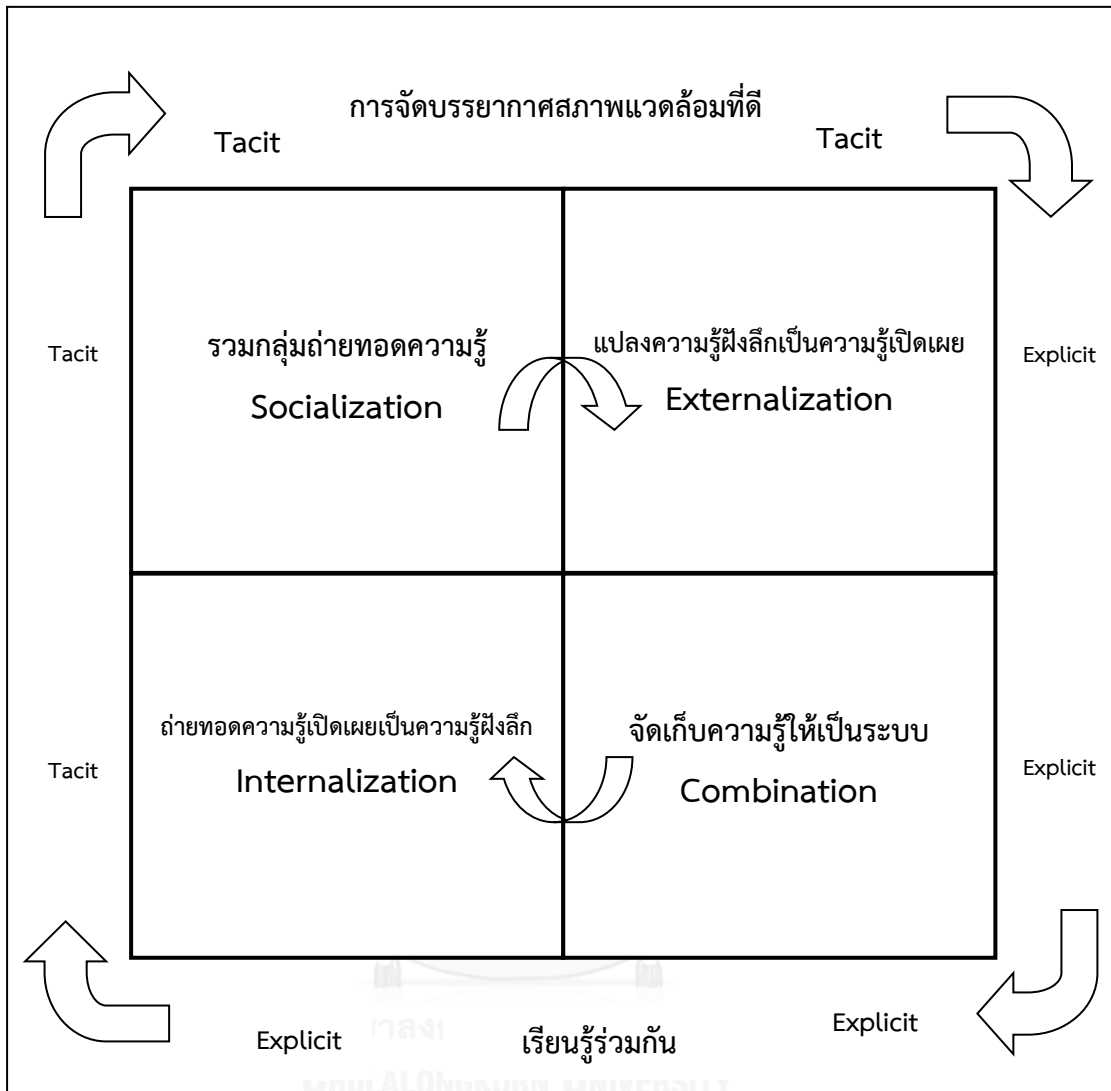 การจัดบรรยากาศสภาพแวดล้อมที่ดี
Tacit
Tacit
Tacit
รวมกลุ่มถ่ายทอดความรู้
Socialization
แปลงความรู้ฝังลึกเป็นความรู้เปิดเผย
Externalization
Explicit
Tacit
ถ่ายทอดความรู้เปิดเผยเป็นความรู้ฝังลึก
Internalization
จัดเก็บความรู้ให้เป็นระบบ
Combination
Explicit
Explicit
เรียนรู้ร่วมกัน
Explicit